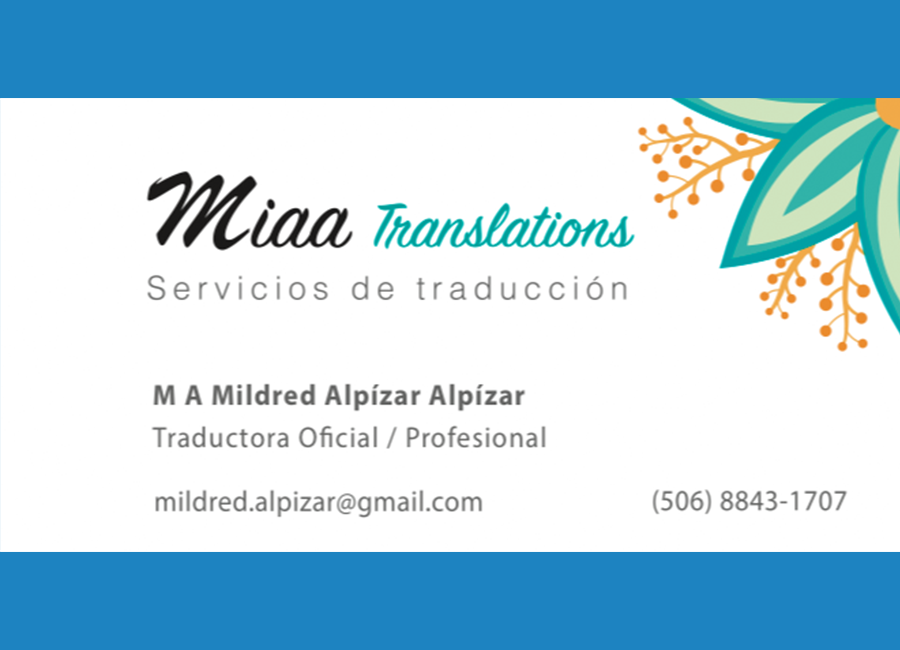 Miaa Translations
Servicios de traducción
M A Mildred Alpízar Alpízar
Traductora Oficial / Profesional
mildred.alpizar@gmail.com (506) 8843-1707